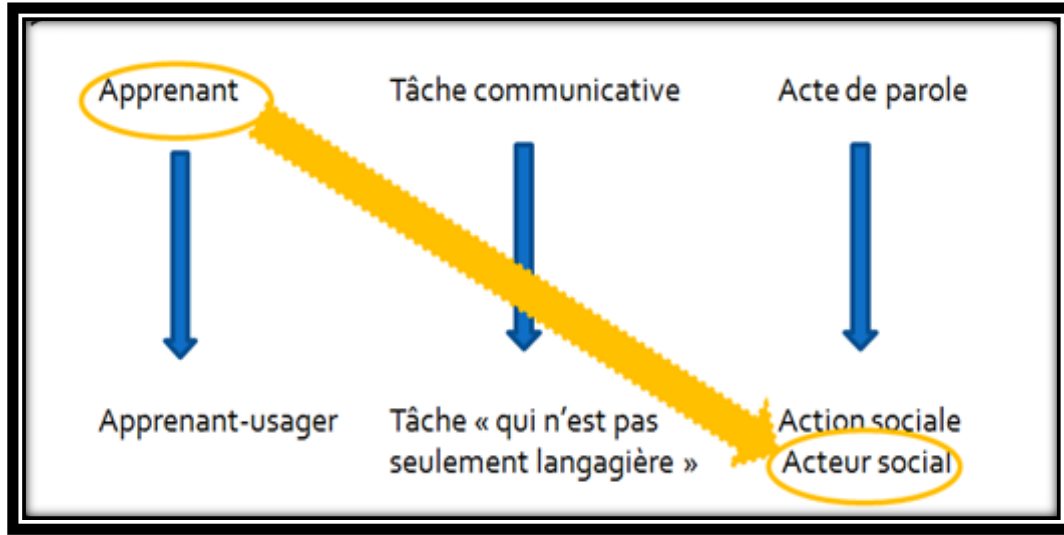 Apprenant
Tâche communicative
Acte de parole
Apprenant-usager
Tâche « qui n'est pas
seulement langagière »
Action sociale
Acteur social